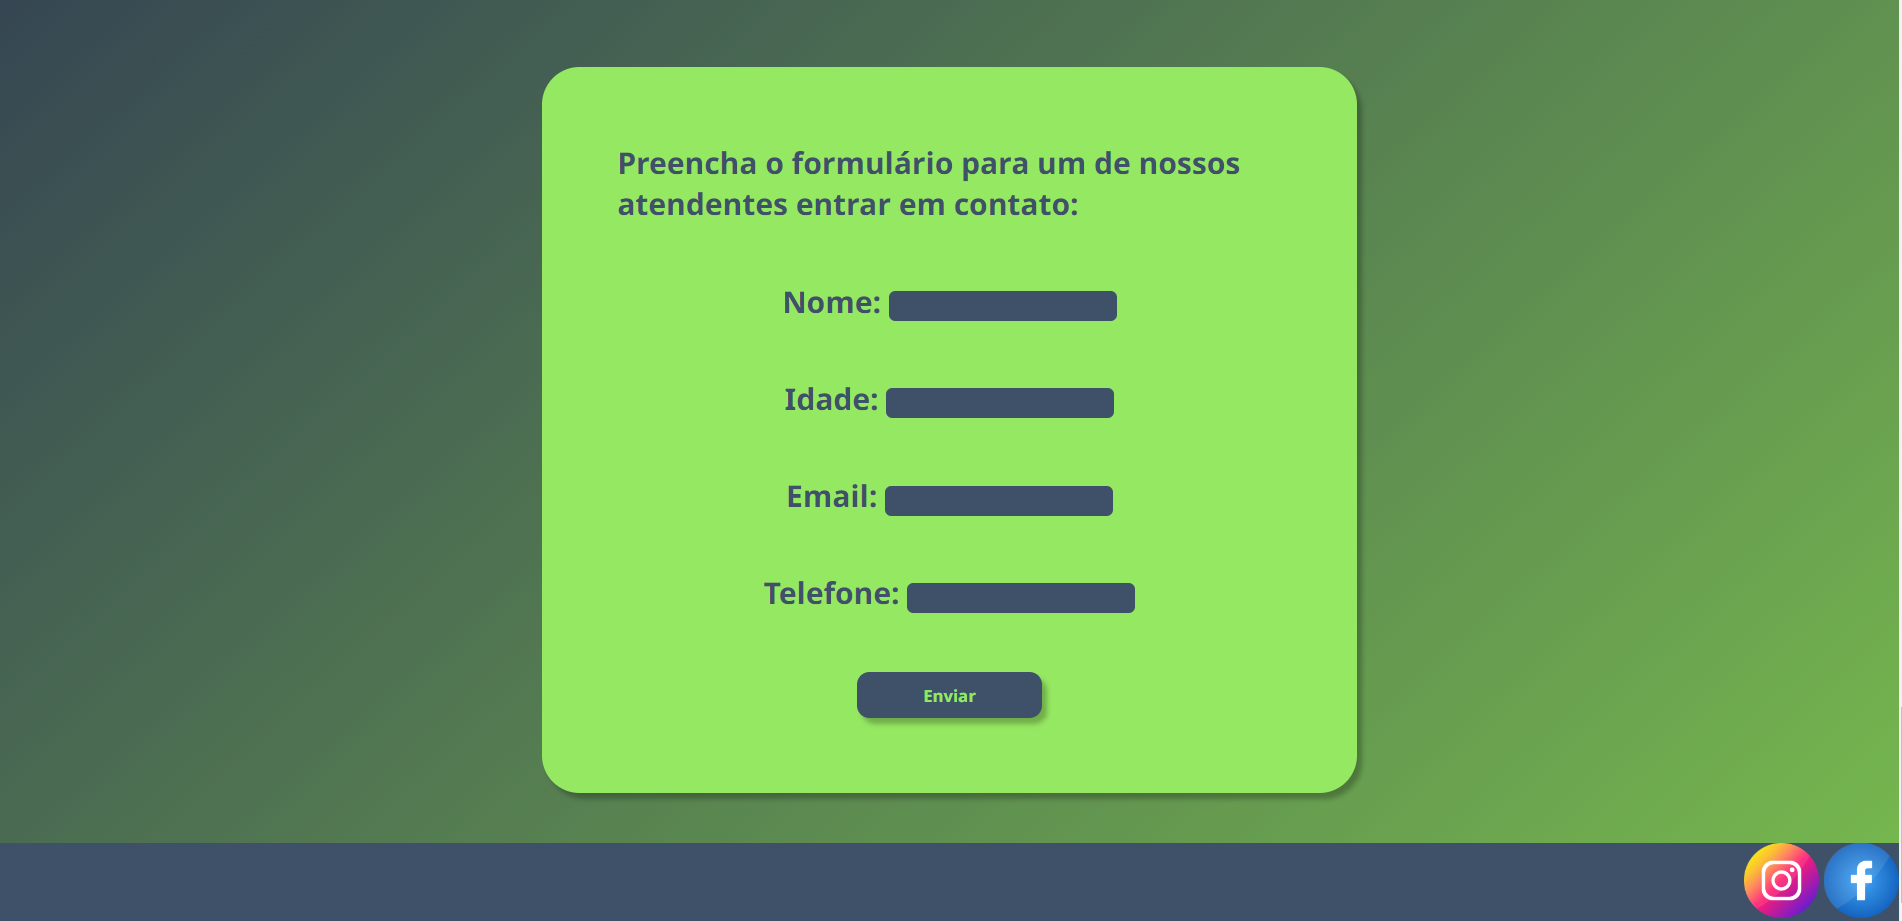 Preencha o formulário para um de nossos
atendentes entrar em contato:
Nome:
Idade:
Email:
Telefone:
Enviar